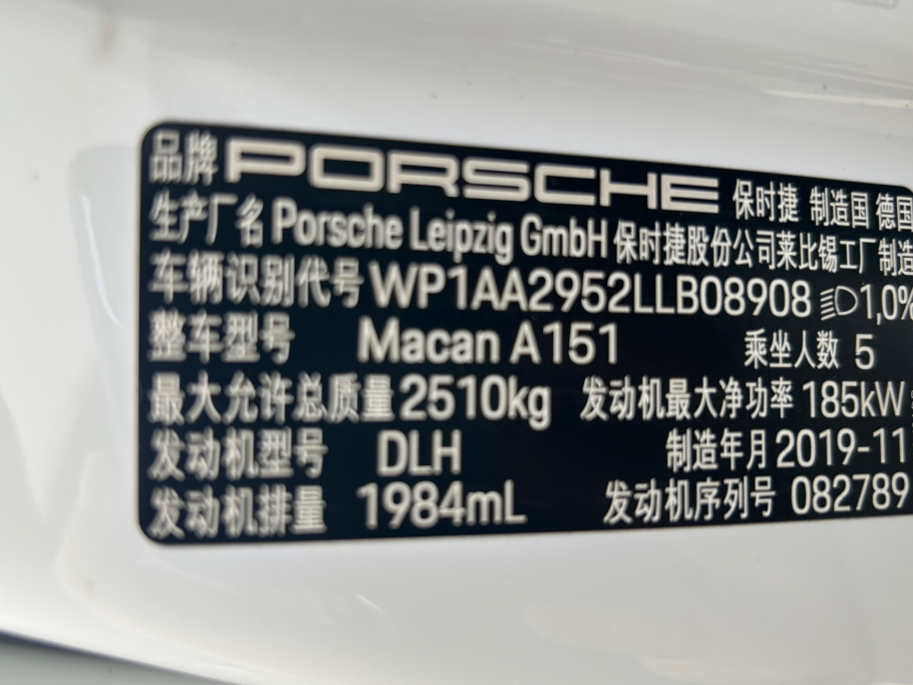 品牌 PORSCHE 保时捷 制造国 德国
生产厂名 Porsche Leipzig GmbH 保时捷股份公司莱比锡工厂 制造
车辆识别代号 WP1AA2952LLB08908 1,0%
整车型号 Macan A151 乘坐人数 5
最大允许总质量 2510kg 发动机最大净功率 185kW
发动机型号 DLH 制造年月 2019-11
发动机排量 1984mL 发动机序列号 082789